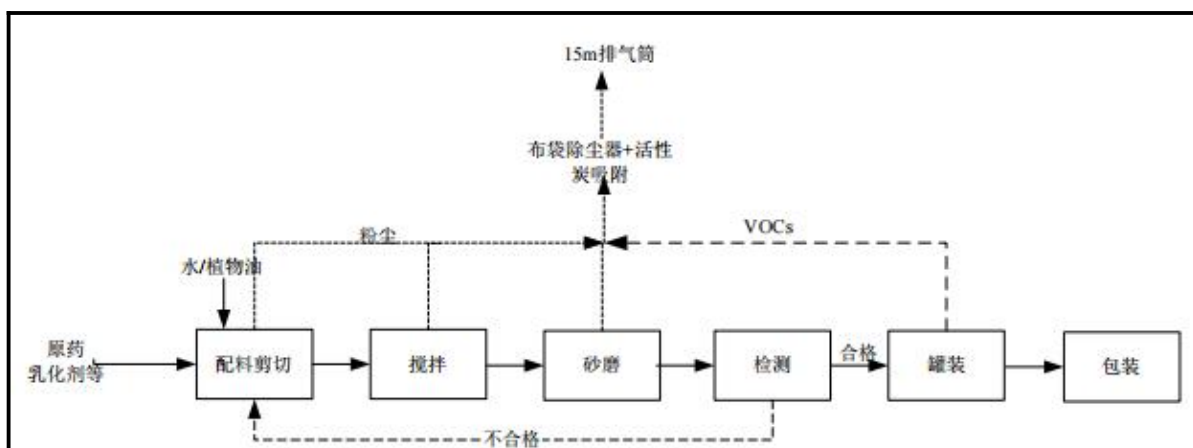 15m排气筒
布袋除尘器+活性
炭吸附
粉尘
VOCs
水/植物油
原药
乳化剂等
配料剪切
搅拌
砂磨
检测
合格
罐装
包装
不合格